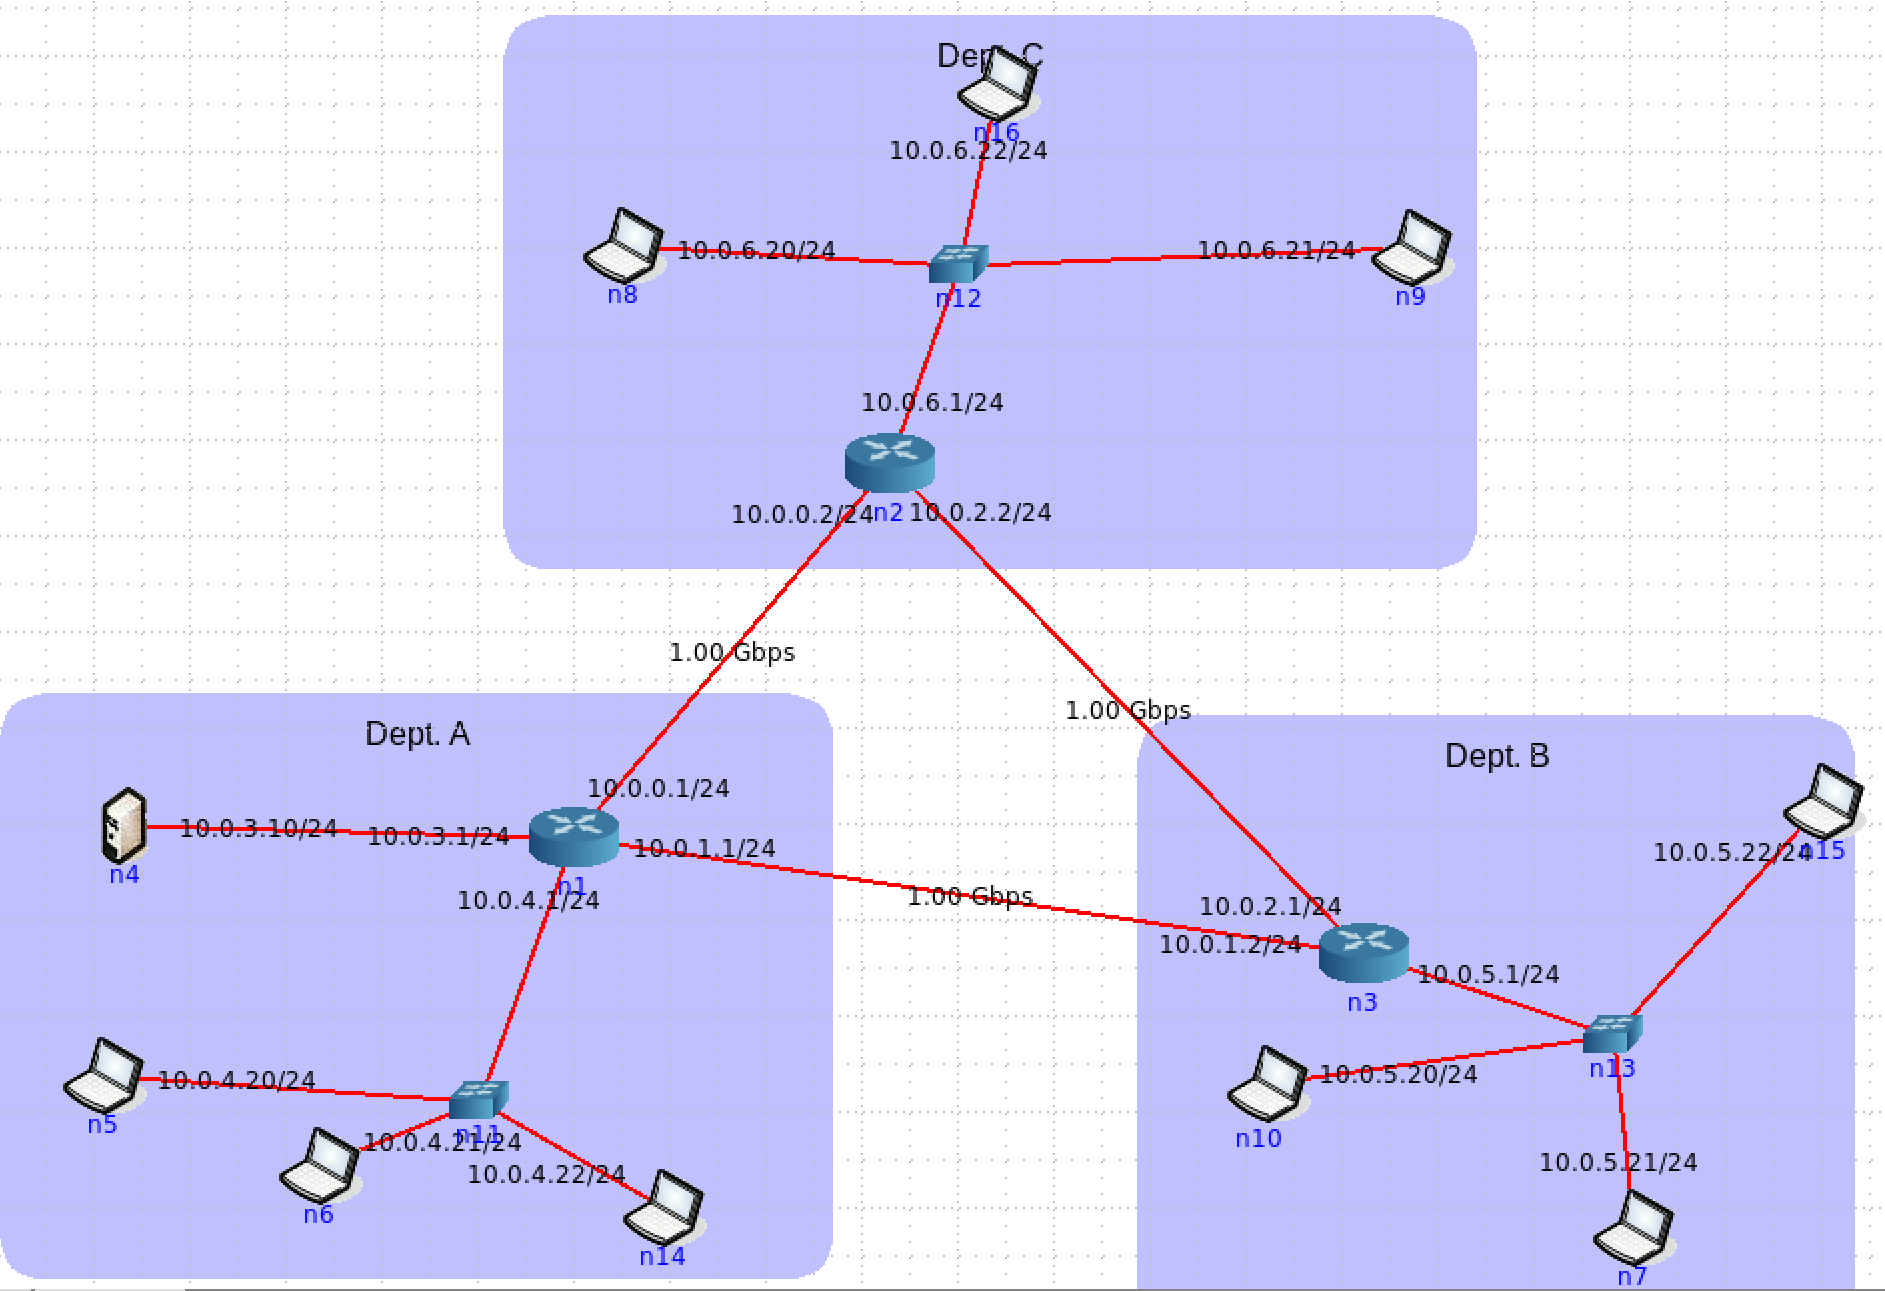 Dept. C
n16
10.0.6.22/24
10.0.6.20/24
10.0.6.21/24
n8
n12
n9
10.0.6.1/24
10.0.0.2/24
n2
10.0.2.2/24
1.00 Gbps
1.00 Gbps
Dept. A
Dept. B
10.0.0.1/24
10.0.3.10/24
10.0.3.1/24
10.0.1.1/24
n4
n1
10.0.4.1/24
1.00 Gbps
10.0.5.22/24
n15
10.0.2.1/24
10.0.1.2/24
10.0.5.1/24
n3
10.0.4.20/24
n5
n11
10.0.4.21/24
10.0.4.22/24
n6
n14
10.0.5.20/24
n13
n10
10.0.5.21/24
n7